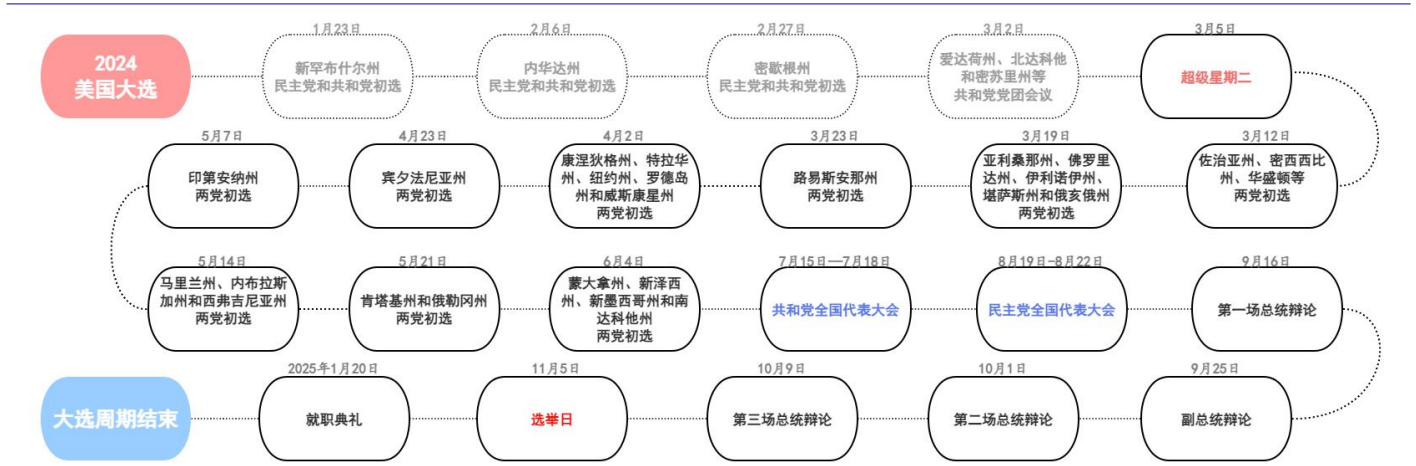 2024
美国大选
1月23日
新罕布什尔州
民主党和共和党初选
2月6日
内华达州
民主党和共和党初选
2月27日
密歇根州
民主党和共和党初选
3月2日
爱达荷州、北达科他
和密苏里州等
共和党党团会议
3月5日
超级星期二
3月12日
佐治亚州、密西西比
州、华盛顿等
两党初选
3月19日
亚利桑那州、佛罗里
达州、伊利诺伊州、
堪萨斯州和俄亥俄州
两党初选
3月23日
路易斯安那州
两党初选
4月2日
康涅狄格州、特拉华
州、纽约州、罗德岛
州和威斯康星州
两党初选
4月23日
宾夕法尼亚州
两党初选
5月7日
印第安纳州
两党初选
5月14日
马里兰州、内布拉斯
加州和西弗吉尼亚州
两党初选
5月21日
肯塔基州和俄勒冈州
两党初选
6月4日
蒙大拿州、新泽西
州、新墨西哥州和南
达科他州
两党初选
7月15日—7月18日
共和党全国代表大会
8月19日-8月22日
民主党全国代表大会
9月16日
第一场总统辩论
9月25日
副总统辩论
10月1日
第二场总统辩论
10月9日
第三场总统辩论
11月5日
选举日
2025年1月20日
就职典礼
大选周期结束